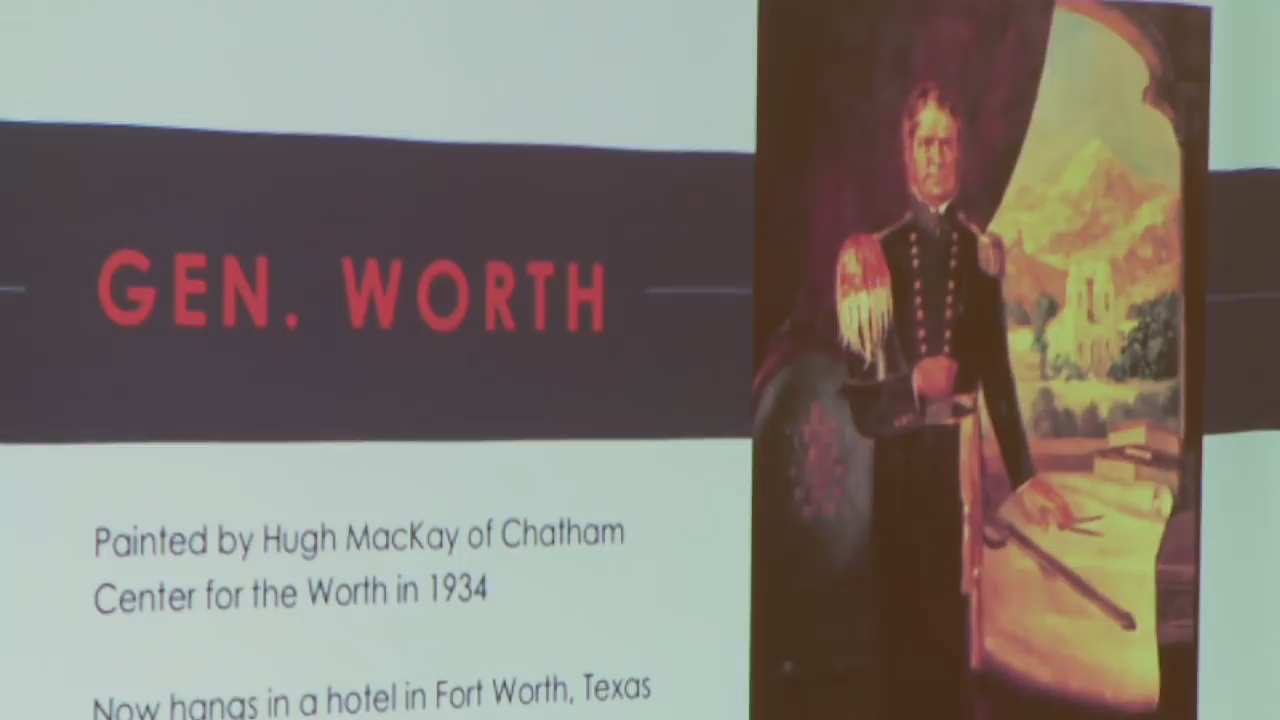 GEN. WORTH
Painted by Hugh MacKay of Chatham
Center for the Worth in 1934
Now hangs in a hotel in Fort Worth, Texas